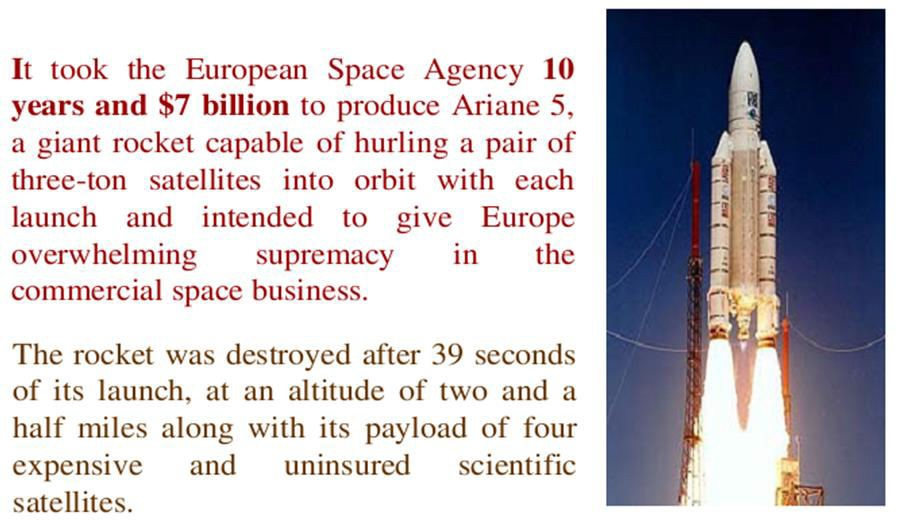 It took the European Space Agency 10
years and $7 billion to produce Ariane 5,
a giant rocket capable of hurling a pair of
three-ton satellites into orbit with each
launch and intended to give Europe
overwhelming supremacy in the
commercial space business.
The rocket was destroyed after 39 seconds
of its launch, at an altitude of two and a
half miles along with its payload of four
expensive and uninsured scientific
satellites.